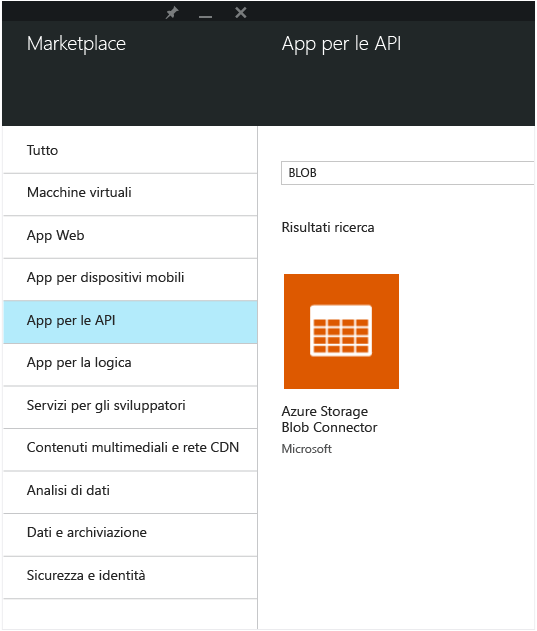 Marketplace
App per le API
Tutto
Macchine virtuali
App Web
App per dispositivi mobili
App per le API
App per la logica
Servizi per gli sviluppatori
Contenuti multimediali e rete CDN
Analisi di dati
Dati e archiviazione
Sicurezza e identità
BLOB
Risultati ricerca
Azure Storage
Blob Connector
Microsoft